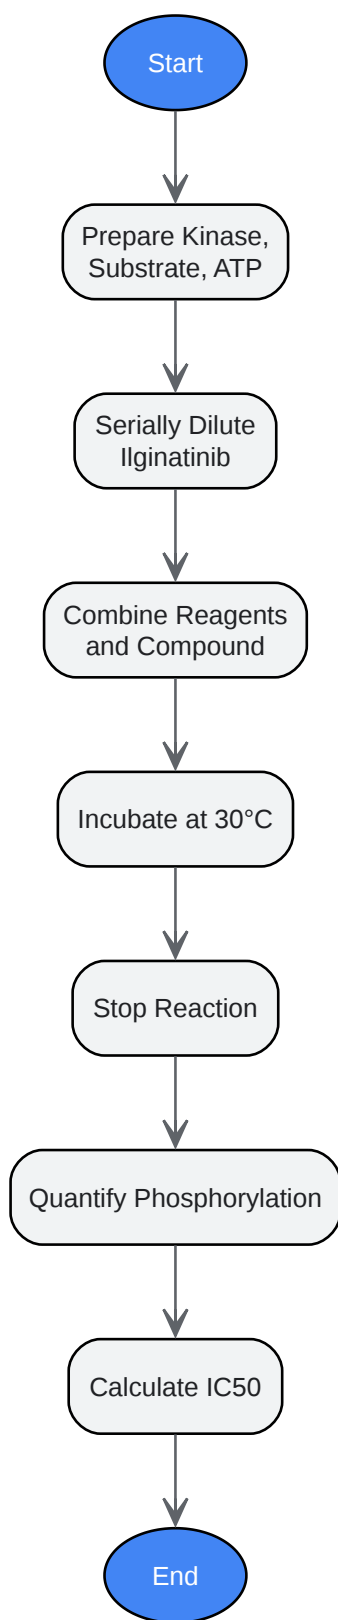 Start
Prepare Kinase,
Substrate, ATP
Serially Dilute
Ilginatinib
Combine Reagents
and Compound
Incubate at 30°C
Stop Reaction
Quantify Phosphorylation
Calculate IC50
End